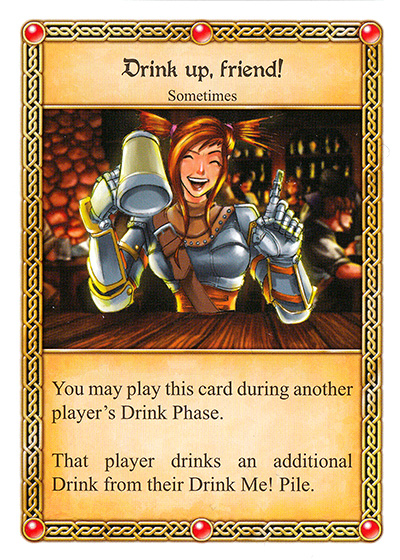 Drink up, friend!
Sometimes
You may play this card during another
player's Drink Phase.
That player drinks an additional
Drink from their Drink Me! Pile.